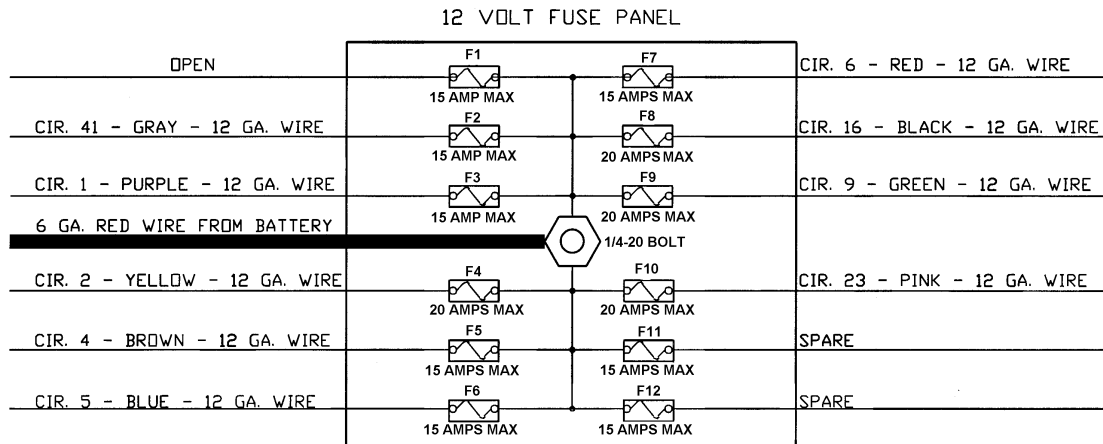 12 VOLT FUSE PANEL
OPEN
F1
15 AMP MAX
F7
15 AMPS MAX
CIR. 6 - RED - 12 GA. WIRE
CIR. 41 - GRAY - 12 GA. WIRE
F2
15 AMP MAX
F8
20 AMPS MAX
CIR. 16 - BLACK - 12 GA. WIRE
CIR. 1 - PURPLE - 12 GA. WIRE
F3
15 AMP MAX
F9
20 AMPS MAX
CIR. 9 - GREEN - 12 GA. WIRE
6 GA. RED WIRE FROM BATTERY
1/4-20 BOLT
CIR. 2 - YELLOW - 12 GA. WIRE
F4
20 AMPS MAX
F10
20 AMPS MAX
CIR. 23 - PINK - 12 GA. WIRE
CIR. 4 - BROWN - 12 GA. WIRE
F5
15 AMPS MAX
F11
15 AMPS MAX
SPARE
CIR. 5 - BLUE - 12 GA. WIRE
F6
15 AMPS MAX
F12
15 AMPS MAX
SPARE